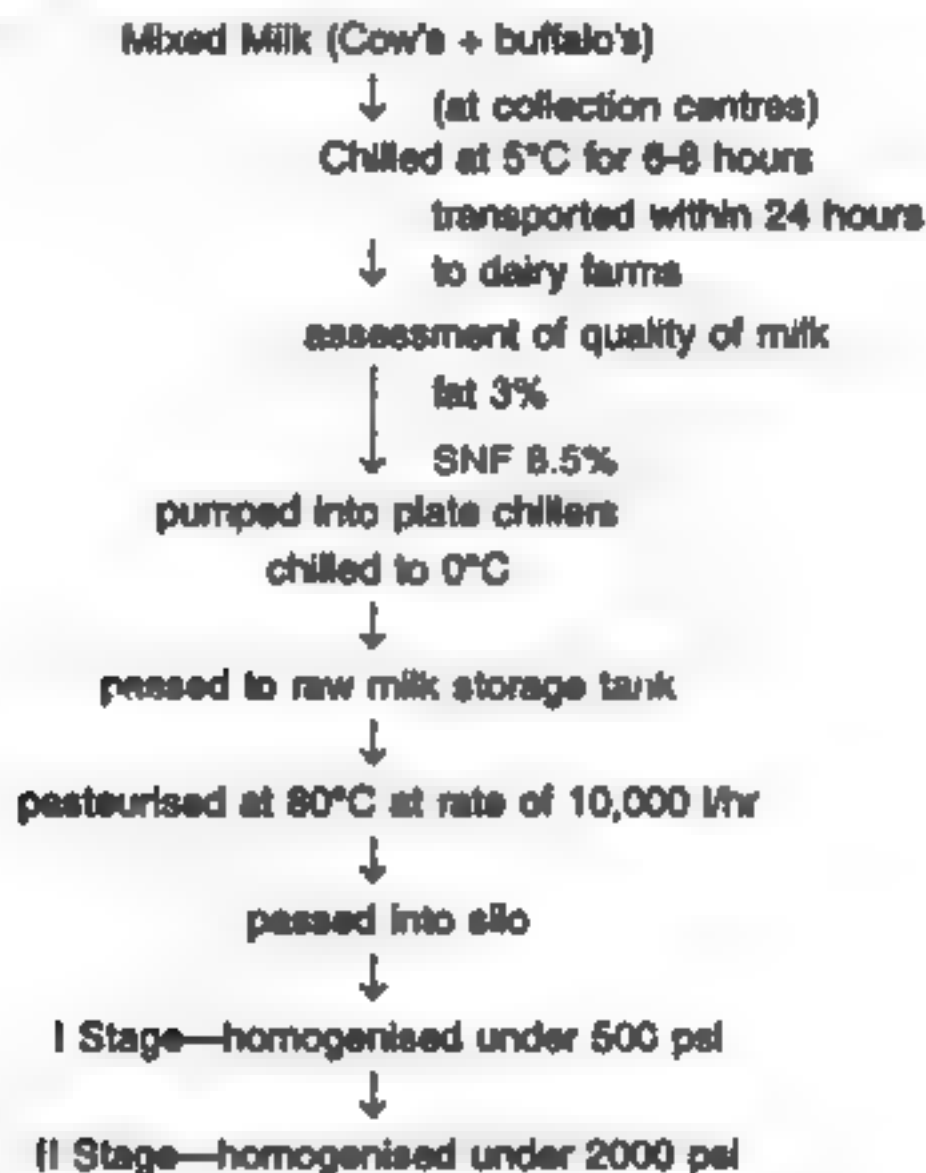 Mixed Milk (Cow's + buffalo's)
(at collection centres)
Chilled at 5°C for 6-8 hours
transported within 24 hours
to dairy farms
assessment of quality of milk
fat 3%
SNF 8.5%
pumped into plate chillers
chilled to 0°C
passed to raw milk storage tank
pasteurised at 80°C at rate of 10,000 l/hr
passed into silo
I Stage—homogenised under 500 psi
II Stage—homogenised under 2000 psi